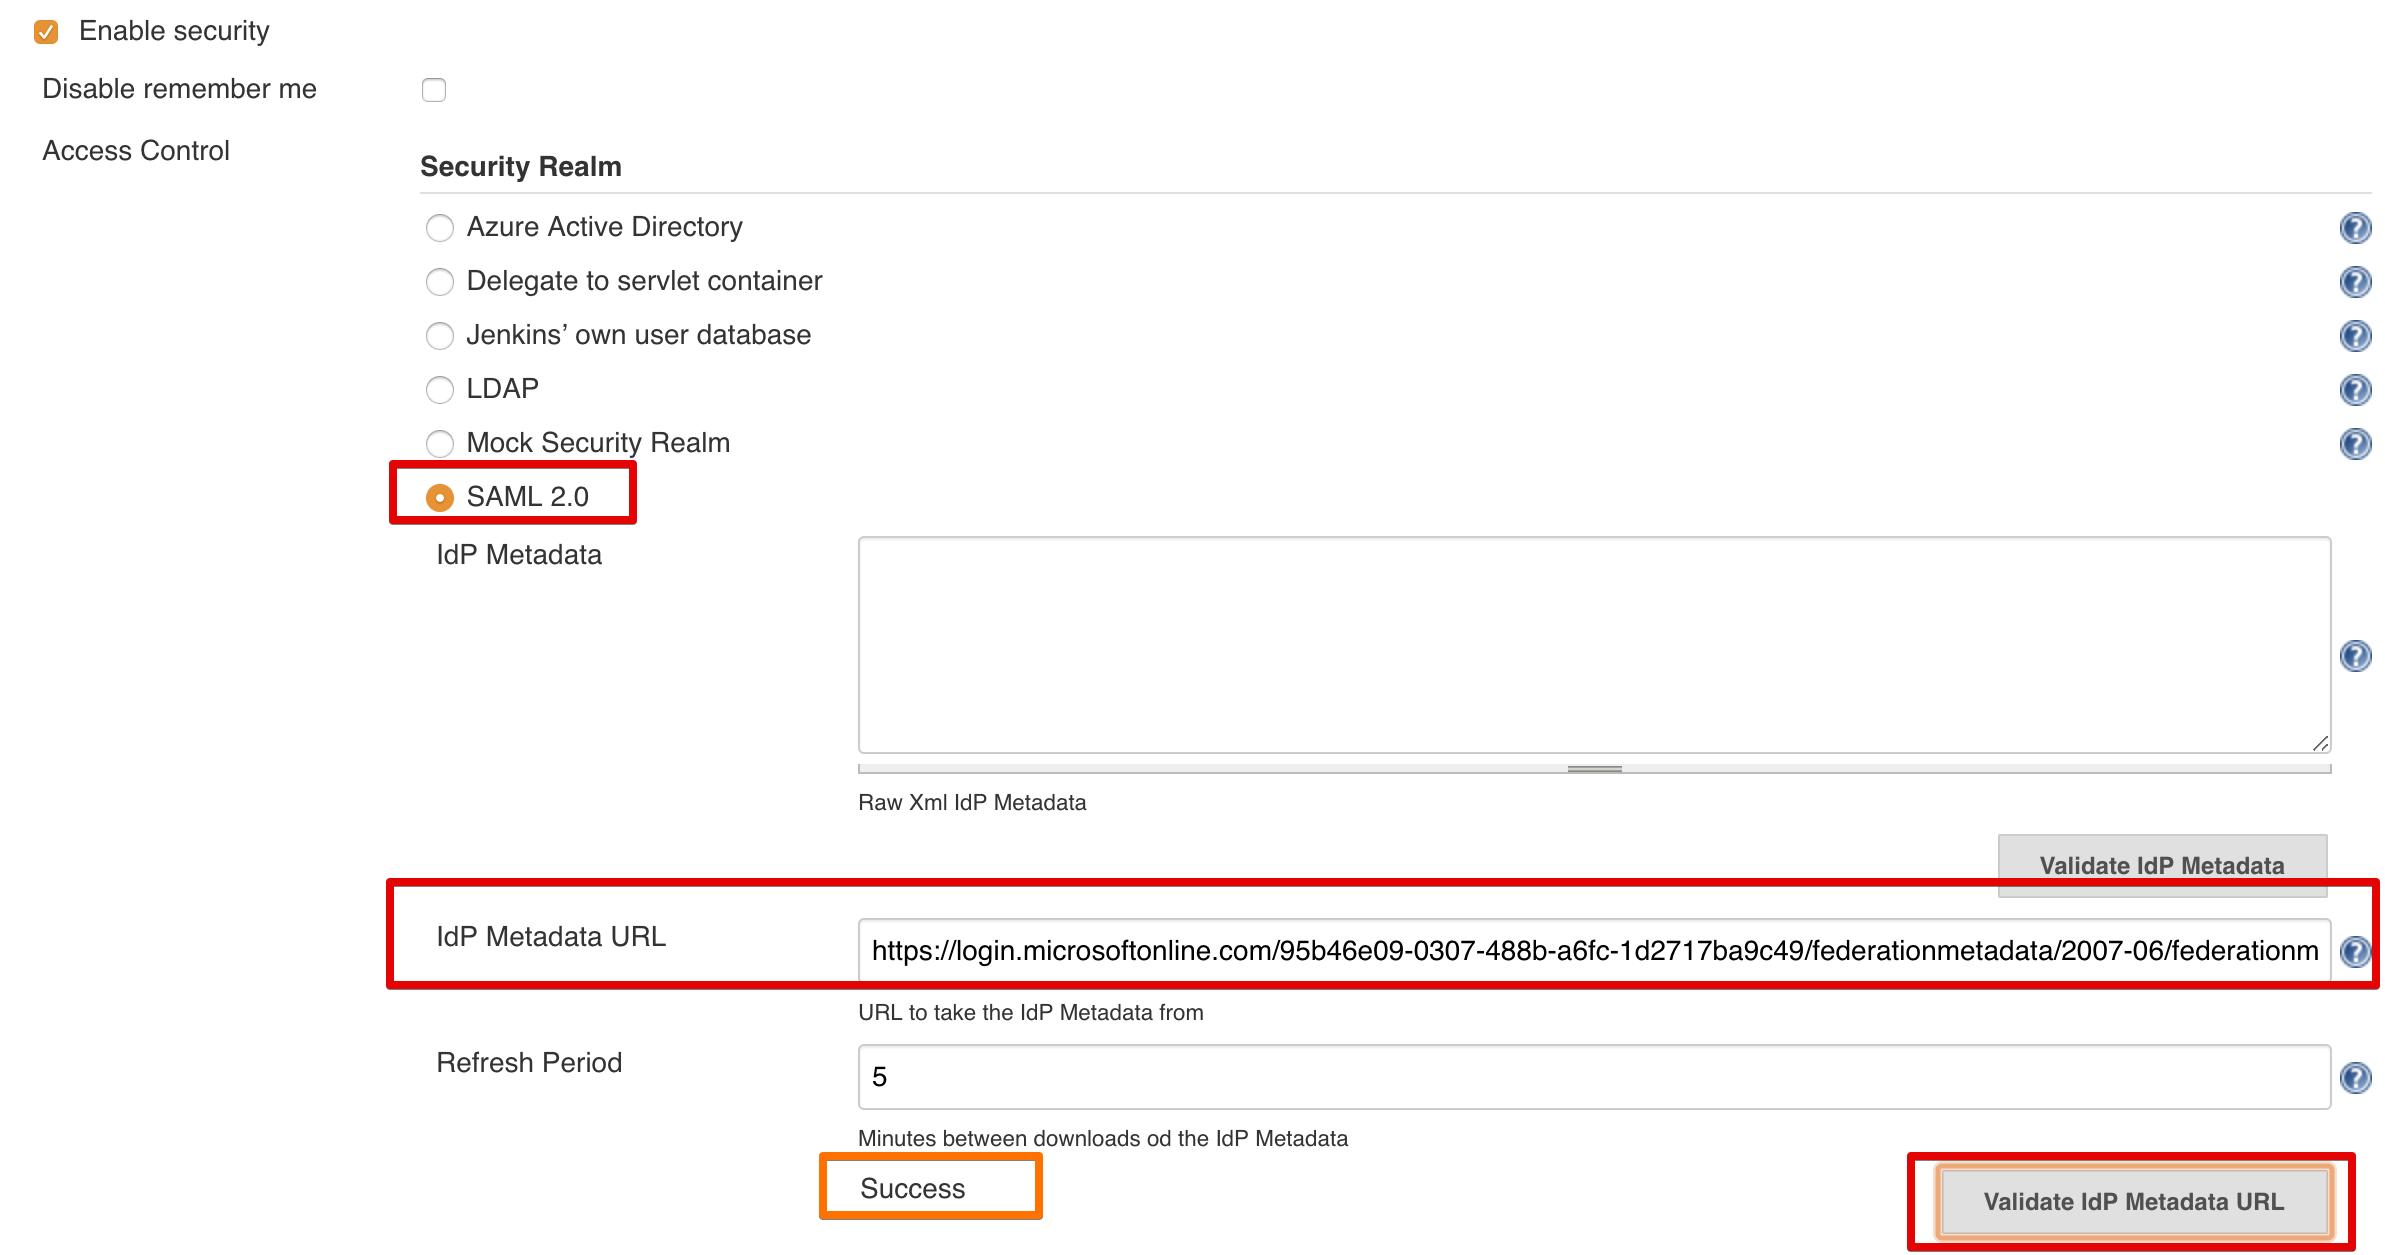 Enable security
Disable remember me
Access Control
Security Realm
Azure Active Directory
Delegate to servlet container
Jenkins’ own user database
LDAP
Mock Security Realm
SAML 2.0
IdP Metadata
Raw Xml IdP Metadata
Validate IdP Metadata
IdP Metadata URL
https://login.microsoftonline.com/95b46e09-0307-488b-a6fc-1d2717ba9c49/federationmetadata/2007-06/federationm
URL to take the IdP Metadata from
Refresh Period
5
Minutes between downloads od the IdP Metadata
Success
Validate IdP Metadata URL